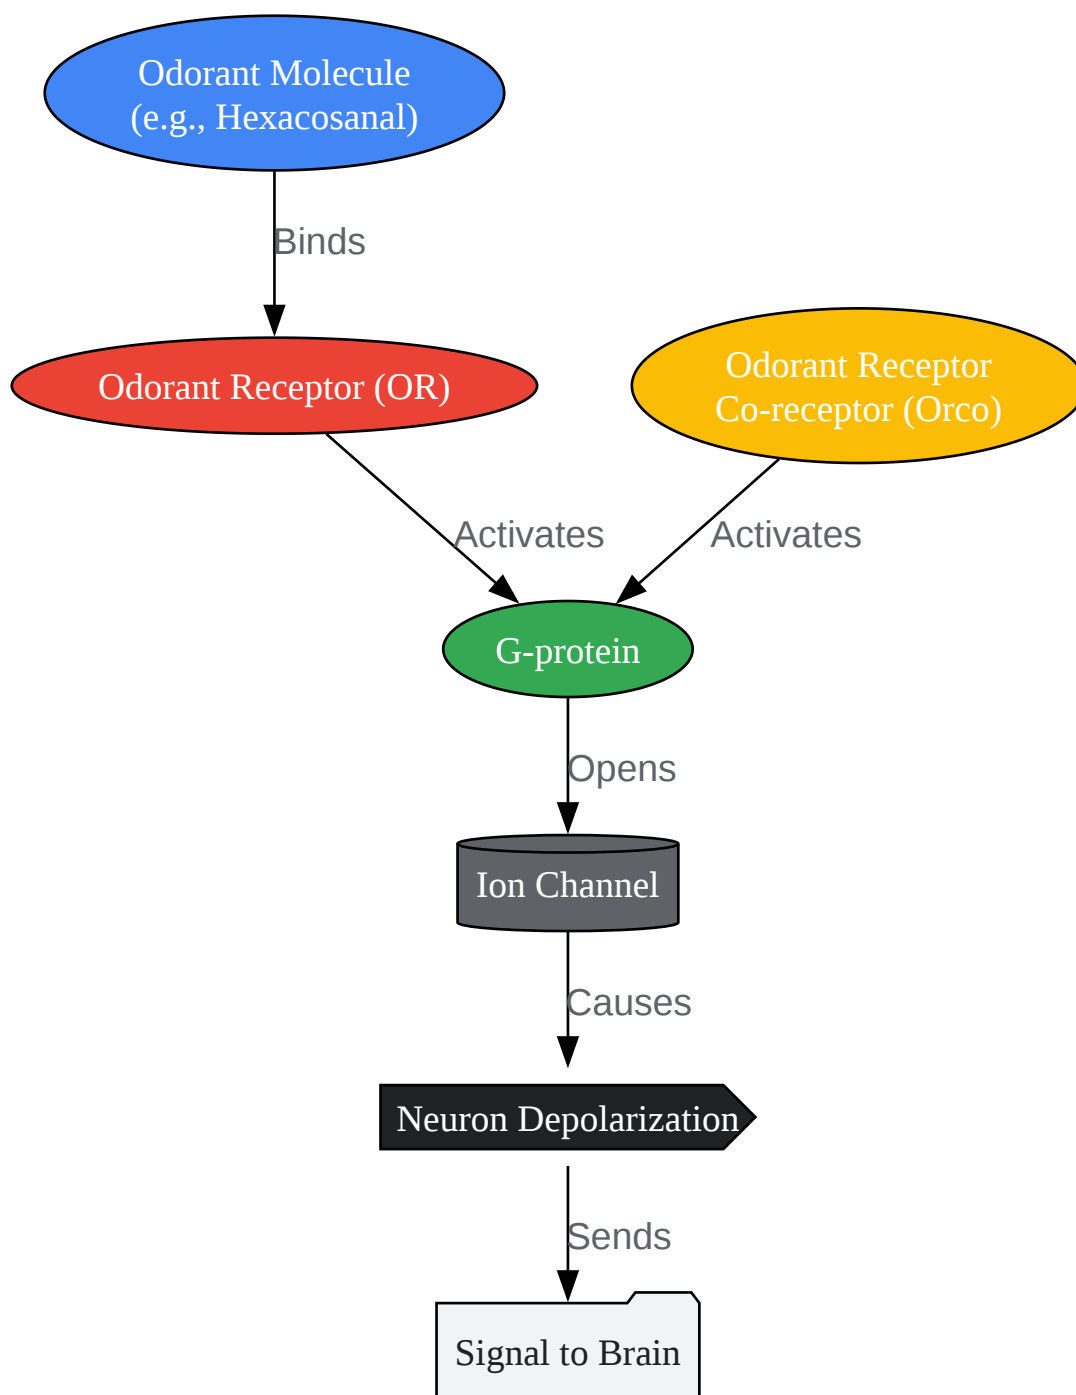 Odorant Molecule
(e.g., Hexacosanal)
Binds
Odorant Receptor (OR)
Odorant Receptor
Co-receptor (Orco)
Activates
Activates
G-protein
Opens
Ion Channel
Causes
Neuron Depolarization
Sends
Signal to Brain